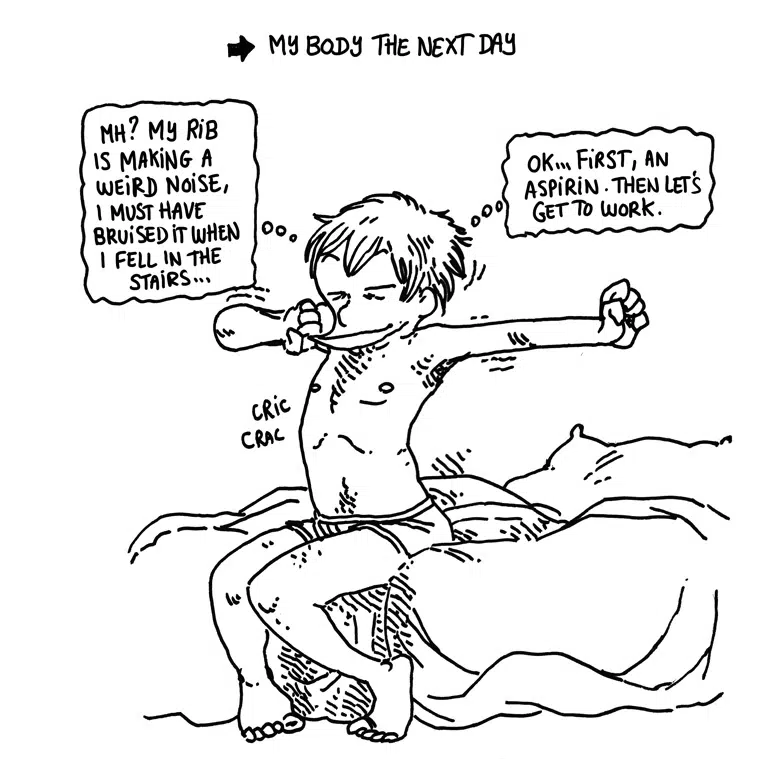 MY BODY THE NEXT DAY
MH? MY RiB
IS MAKiNG A
WEiRD NOiSE,
I MUST HAVE
BRUiSED iT WHEN
I FELL iN THE
STAiRS...
OK... FiRST, AN
ASPiRiN. THEN LET'S
GET TO WORK.
CRiC
CRAC